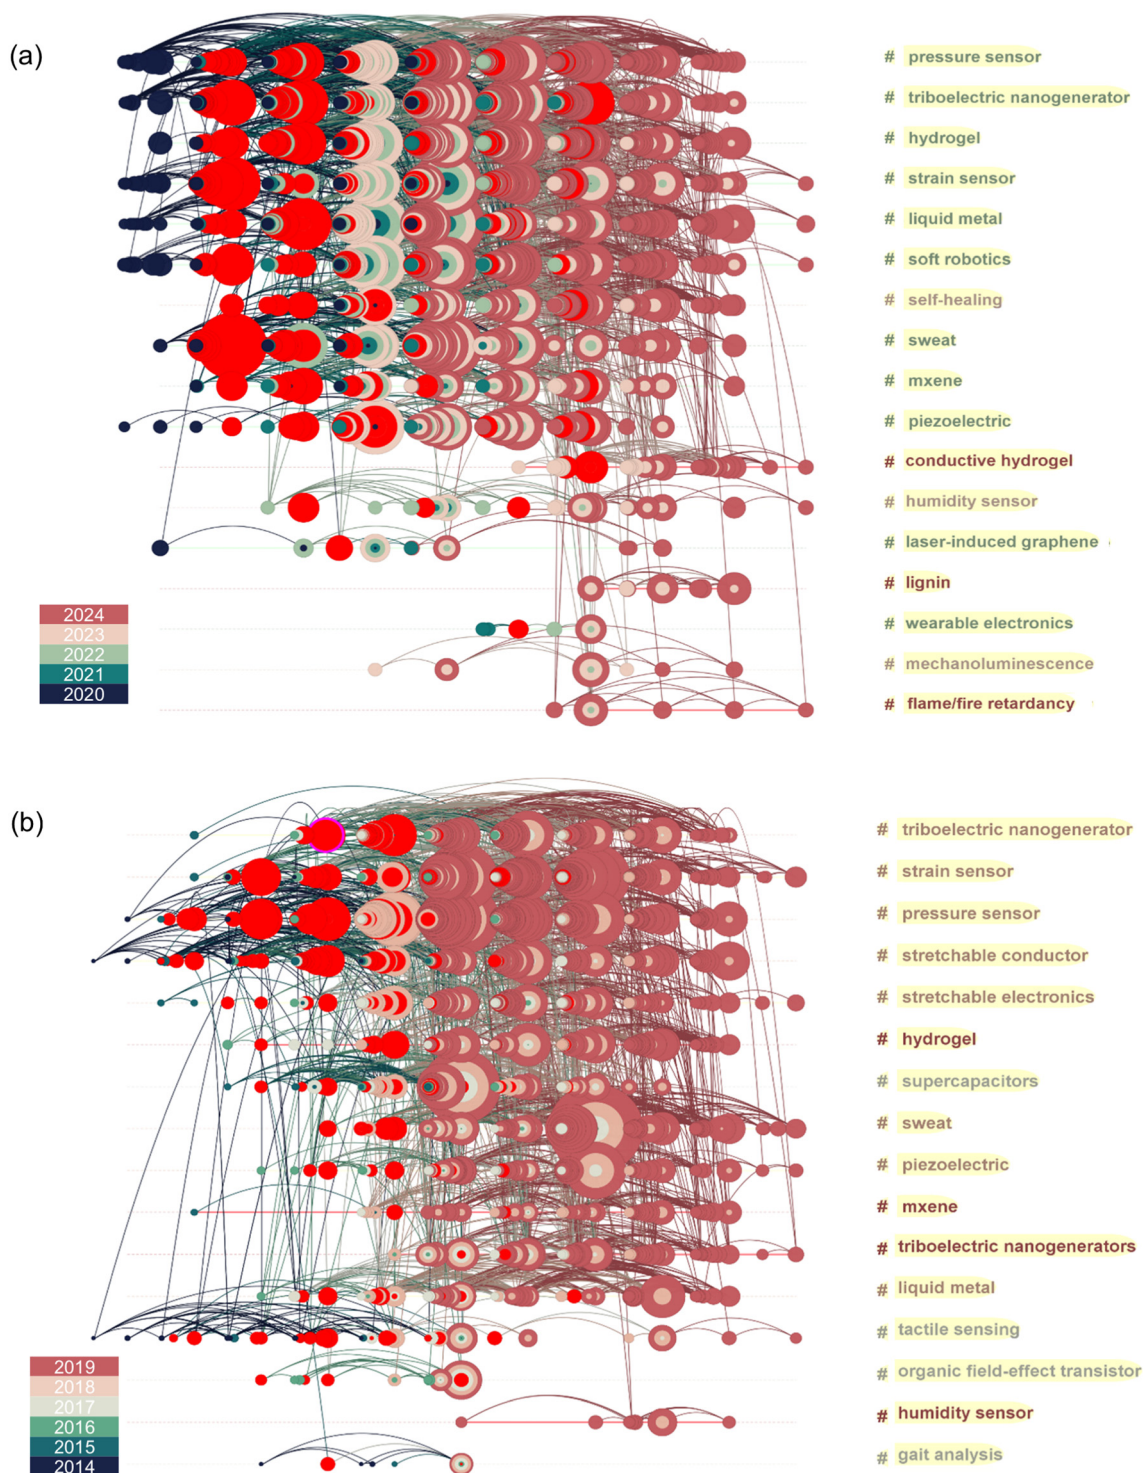 (a)
# pressure sensor
# triboelectric nanogenerator
# hydrogel
# strain sensor
# liquid metal
# soft robotics
# self-healing
# sweat
# mxene
# piezoelectric
# conductive hydrogel
# humidity sensor
# laser-induced graphene
# lignin
# wearable electronics
# mechanoluminescence
# flame/fire retardancy
2024
2023
2022
2021
2020
(b)
# triboelectric nanogenerator
# strain sensor
# pressure sensor
# stretchable conductor
# stretchable electronics
# hydrogel
# supercapacitors
# sweat
# piezoelectric
# mxene
# triboelectric nanogenerators
# liquid metal
# tactile sensing
# organic field-effect transistor
# humidity sensor
# gait analysis
2019
2018
2017
2016
2015
2014